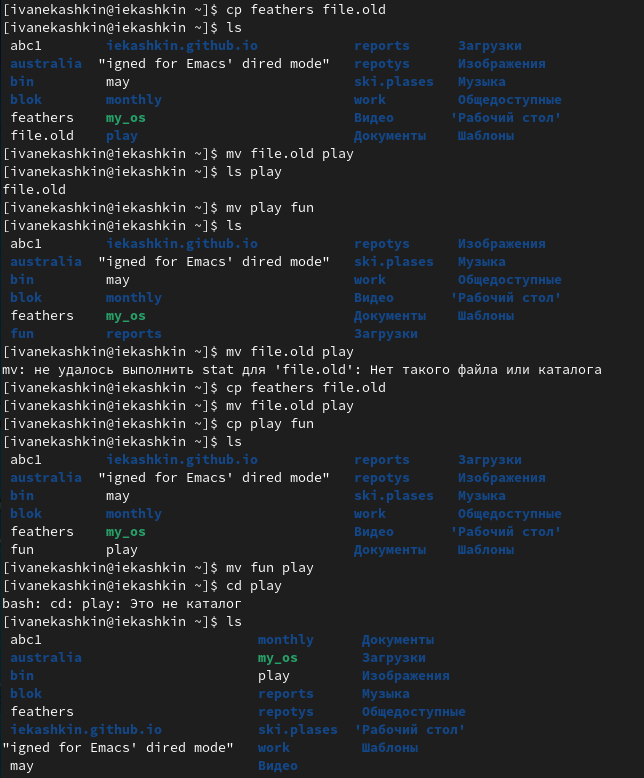 [ivanekashkin@iekashkin ~]$ cp feathers file.old
[ivanekashkin@iekashkin ~]$ ls
abc1 iekashkin.github.io reports Загрузки
australia "igned for Emacs' dired mode" repotys Изображения
bin may ski.plases Музыка
blok monthly work Общедоступные
feathers my_os Видео 'Рабочий стол'
file.old play Документы Шаблоны
[ivanekashkin@iekashkin ~]$ mv file.old play
[ivanekashkin@iekashkin ~]$ ls play
file.old
[ivanekashkin@iekashkin ~]$ mv play fun
[ivanekashkin@iekashkin ~]$ ls
abc1 iekashkin.github.io repotys Изображения
australia "igned for Emacs' dired mode" ski.plases Музыка
bin may work Общедоступные
blok monthly Видео 'Рабочий стол'
feathers my_os Документы Шаблоны
fun reports Загрузки
[ivanekashkin@iekashkin ~]$ mv file.old play
mv: не удалось выполнить stat для 'file.old': Нет такого файла или каталога
[ivanekashkin@iekashkin ~]$ cp feathers file.old
[ivanekashkin@iekashkin ~]$ mv file.old play
[ivanekashkin@iekashkin ~]$ cp play fun
[ivanekashkin@iekashkin ~]$ ls
abc1 iekashkin.github.io reports Загрузки
australia "igned for Emacs' dired mode" repotys Изображения
bin may ski.plases Музыка
blok monthly work Общедоступные
feathers my_os Видео 'Рабочий стол'
fun play Документы Шаблоны
[ivanekashkin@iekashkin ~]$ mv fun play
[ivanekashkin@iekashkin ~]$ cd play
bash: cd: play: Это не каталог
[ivanekashkin@iekashkin ~]$ ls
abc1 monthly Документы
australia my_os Загрузки
bin play Изображения
blok reports Музыка
feathers repotys Общедоступные
iekashkin.github.io ski.plases 'Рабочий стол'
"igned for Emacs' dired mode" work Шаблоны
may Видео